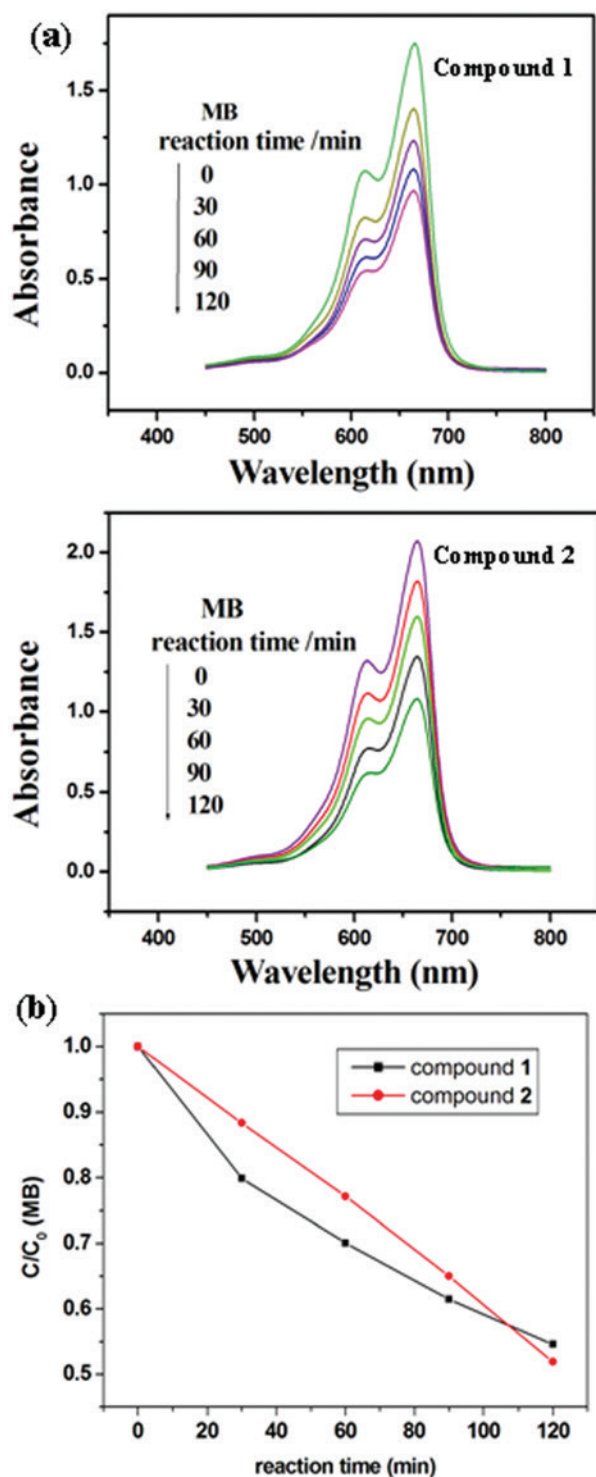 (a)
Compound 1
MB
reaction time /min
0
30
60
90
120
Absorbance
1.5
1.0
0.5
0.0
400 500 600 700 800
Wavelength (nm)
Compound 2
MB
reaction time /min
0
30
60
90
120
Absorbance
2.0
1.5
1.0
0.5
0.0
400 500 600 700 800
Wavelength (nm)
(b)
compound 1
compound 2
C/C0 (MB)
1.0
0.9
0.8
0.7
0.6
0.5
0 20 40 60 80 100 120
reaction time (min)